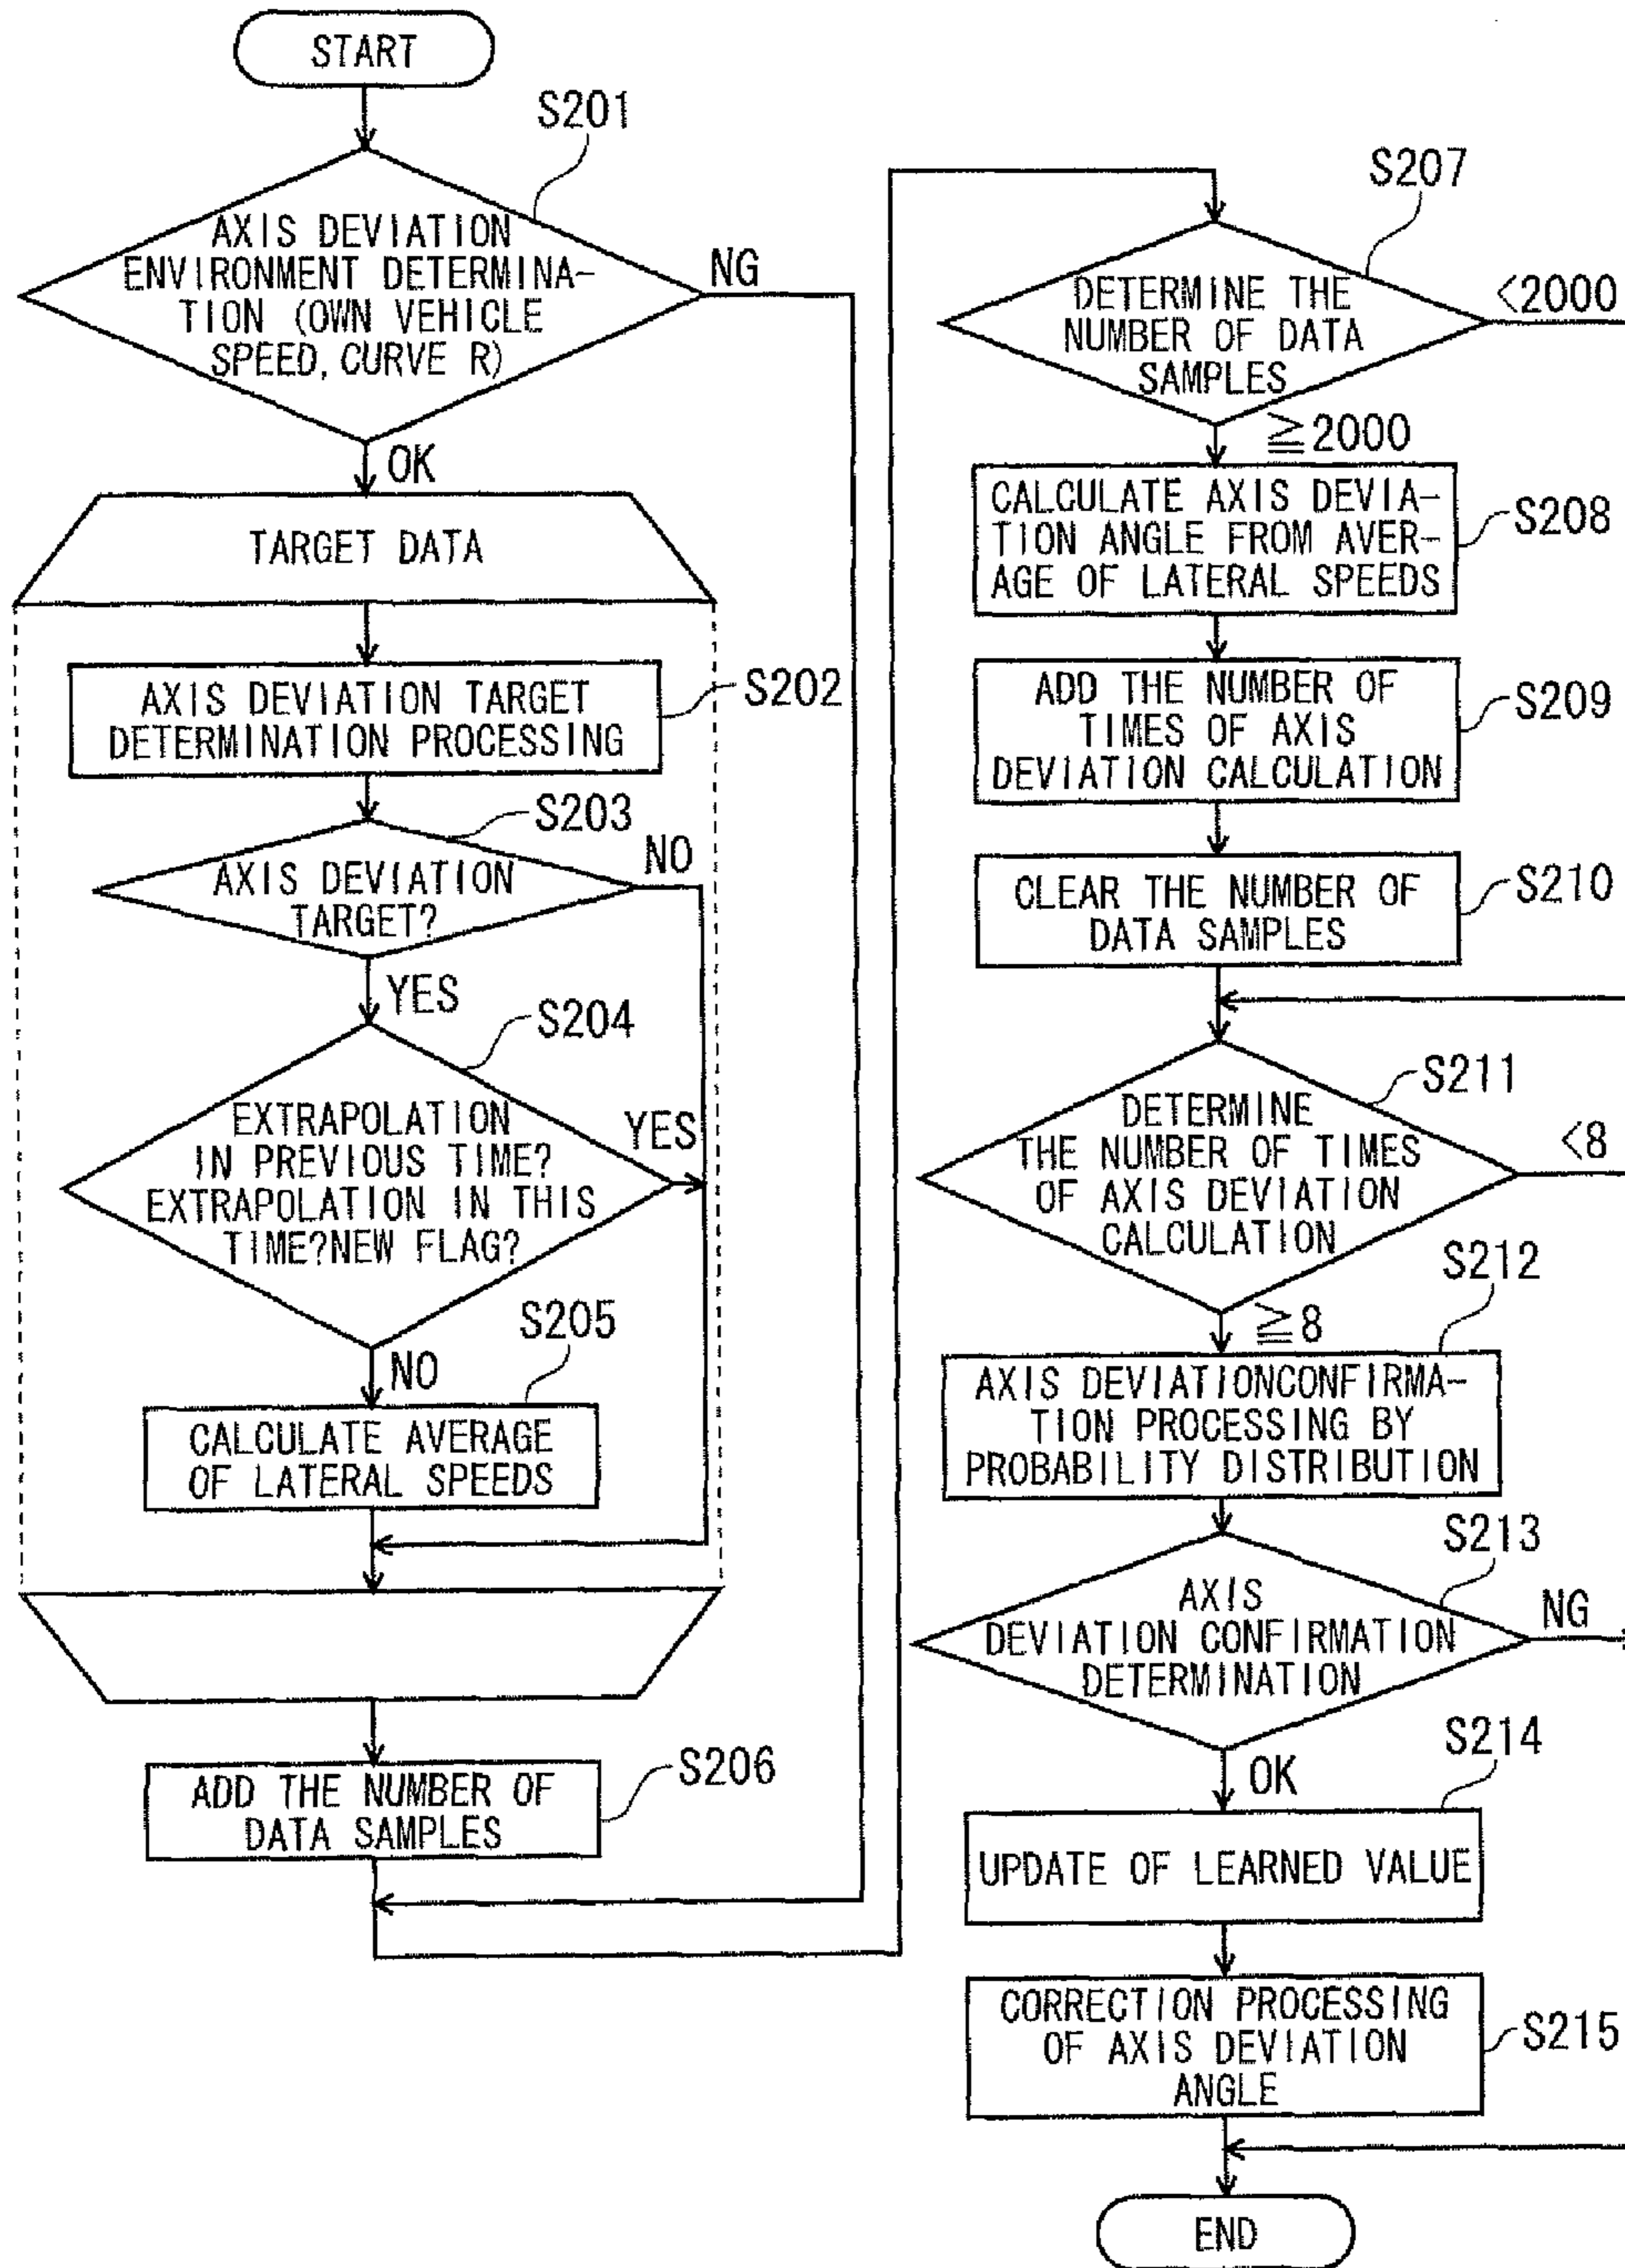 START
S201
AXIS DEVIATION
ENVIRONMENT DETERMINA-
TION (OWN VEHICLE
SPEED, CURVE R)
NG
OK
TARGET DATA
S202
AXIS DEVIATION TARGET
DETERMINATION PROCESSING
S203
AXIS DEVIATION
TARGET?
NO
YES
S204
EXTRAPOLATION
IN PREVIOUS TIME?
EXTRAPOLATION IN THIS
TIME?NEW FLAG?
YES
NO
S205
CALCULATE AVERAGE
OF LATERAL SPEEDS
S206
ADD THE NUMBER OF
DATA SAMPLES
S207
DETERMINE THE
NUMBER OF DATA
SAMPLES
<2000
≧2000
CALCULATE AXIS DEVIA-
TION ANGLE FROM AVER-
AGE OF LATERAL SPEEDS
S208
ADD THE NUMBER OF
TIMES OF AXIS
DEVIATION CALCULATION
S209
CLEAR THE NUMBER OF
DATA SAMPLES
S210
S211
DETERMINE
THE NUMBER OF TIMES
OF AXIS DEVIATION
CALCULATION
<8
≧8
S212
AXIS DEVIATIONCONFIRMA-
TION PROCESSING BY
PROBABILITY DISTRIBUTION
S213
AXIS
DEVIATION CONFIRMATION
DETERMINATION
NG
OK
S214
UPDATE OF LEARNED VALUE
CORRECTION PROCESSING
OF AXIS DEVIATION
ANGLE
S215
END